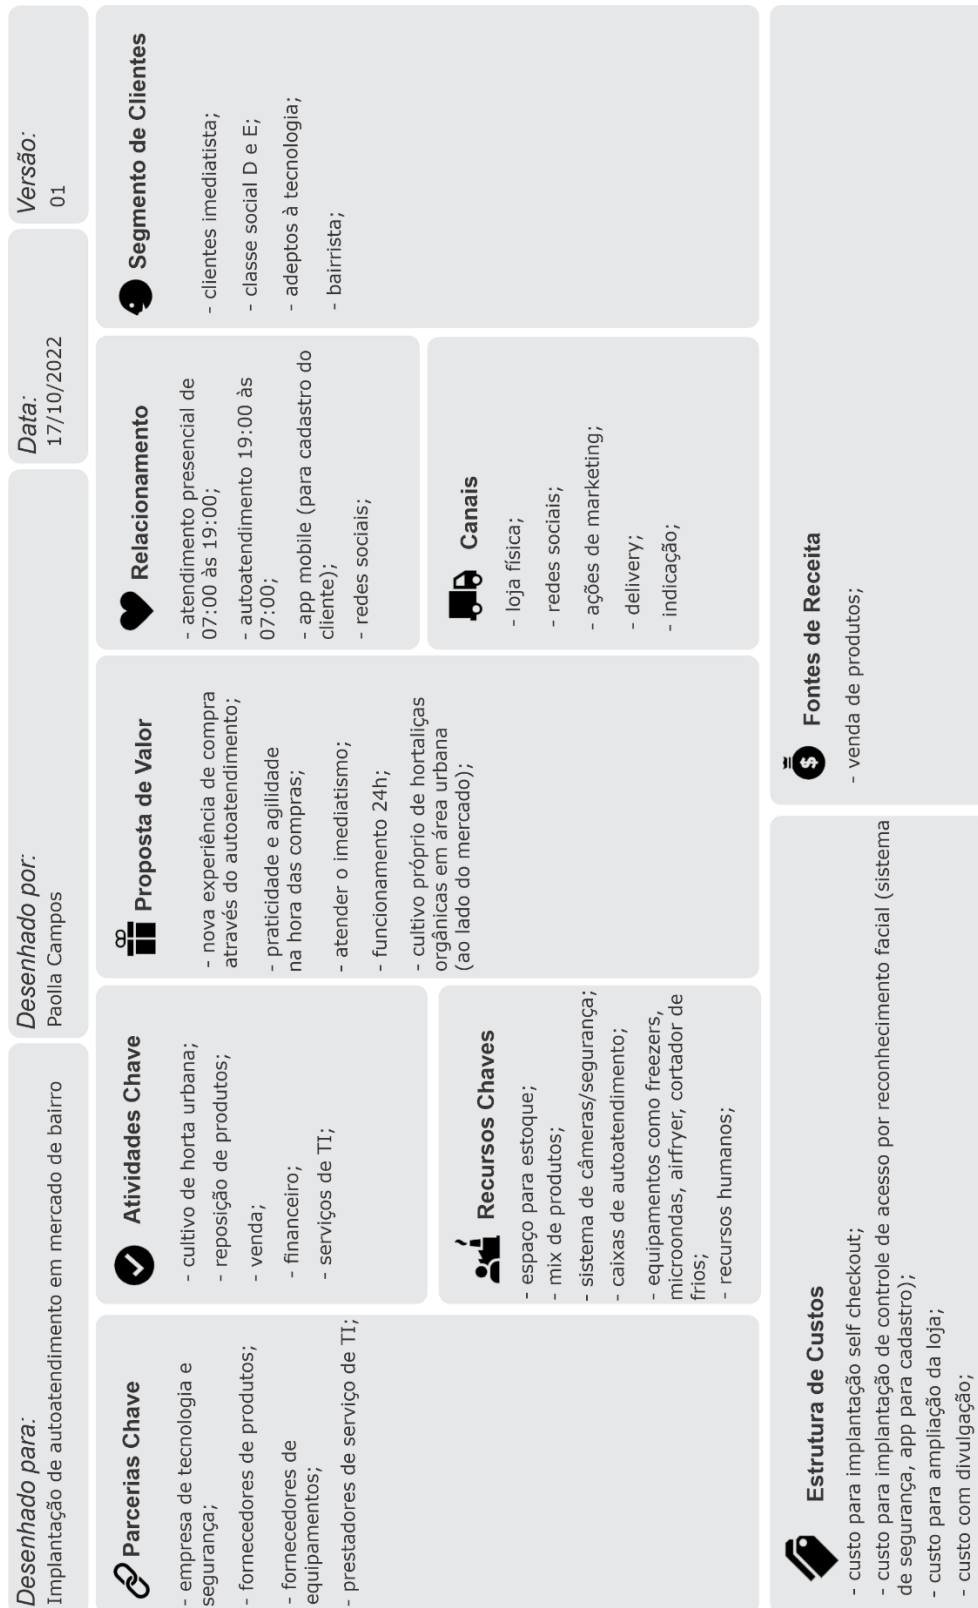 Desenhado para:
Implantação de autoatendimento em mercado de bairro
Desenhado por:
Paolla Campos
Data:
17/10/2022
Versão:
01
Parcerias Chave
- empresa de tecnologia e
segurança;
- fornecedores de produtos;
- fornecedores de
equipamentos;
- prestadores de serviço de TI;
Atividades Chave
- cultivo de horta urbana;
- reposição de produtos;
- venda;
- financeiro;
- serviços de TI;
Recursos Chaves
- espaço para estoque;
- mix de produtos;
- sistema de câmeras/segurança;
- caixas de autoatendimento;
- equipamentos como freezers,
microondas, airfryer, cortador de
frios;
- recursos humanos;
Proposta de Valor
- nova experiência de compra
através do autoatendimento;
- praticidade e agilidade
na hora das compras;
- atender o imediatismo;
- funcionamento 24h;
- cultivo próprio de hortaliças
orgânicas em área urbana
(ao lado do mercado);
Relacionamento
- atendimento presencial de
07:00 às 19:00;
- autoatendimento 19:00 às
07:00;
- app mobile (para cadastro do
cliente);
- redes sociais;
Canais
- loja física;
- redes sociais;
- ações de marketing;
- delivery;
- indicação;
Segmento de Clientes
- clientes imediatista;
- classe social D e E;
- adeptos à tecnologia;
- bairrista;
Estrutura de Custos
- custo para implantação self checkout;
- custo para implantação de controle de acesso por reconhecimento facial (sistema
de segurança, app para cadastro);
- custo para ampliação da loja;
- custo com divulgação;
$
Fontes de Receita
- venda de produtos;